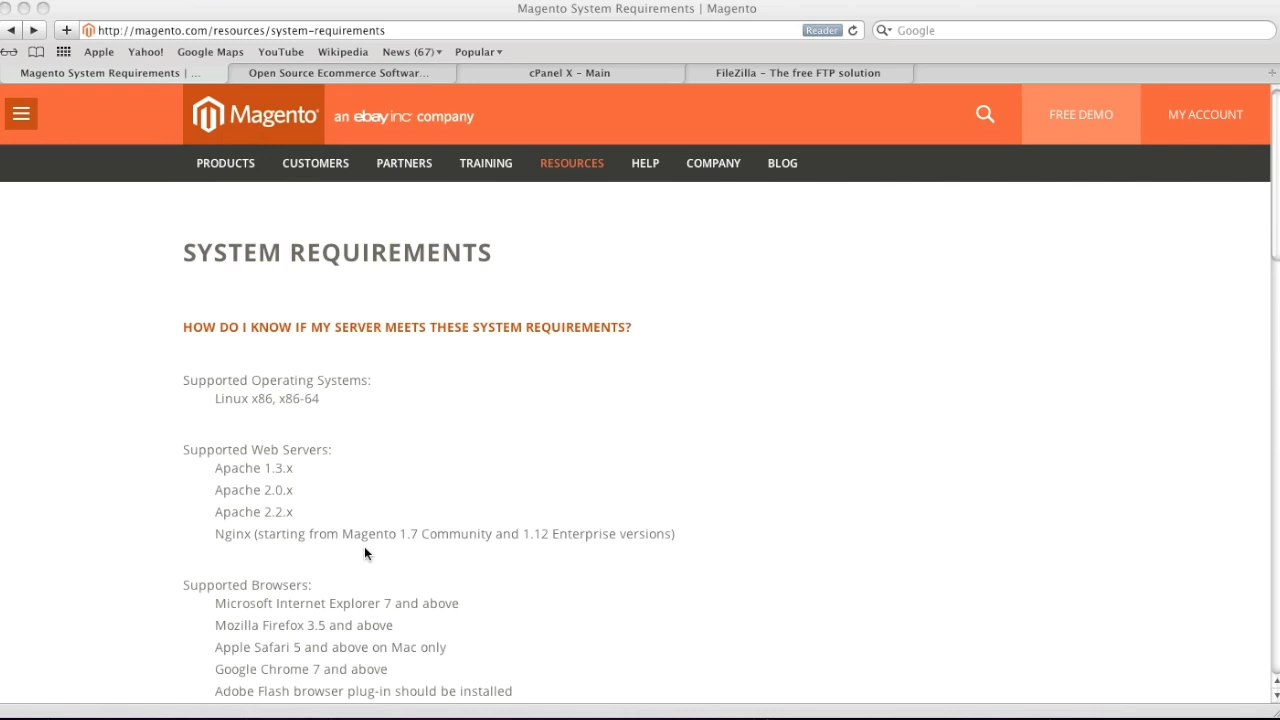 Magento System Requirements | Magento
http://magento.com/resources/system-requirements
Reader
Google
Apple Yahoo! Google Maps YouTube Wikipedia News (67) Popular
Magento System Requirements | ...
Open Source Ecommerce Softwar...
cPanel X - Main
FileZilla - The free FTP solution
Magento
an ebay inc company
FREE DEMO
MY ACCOUNT
PRODUCTS CUSTOMERS PARTNERS TRAINING RESOURCES HELP COMPANY BLOG
SYSTEM REQUIREMENTS
HOW DO I KNOW IF MY SERVER MEETS THESE SYSTEM REQUIREMENTS?
Supported Operating Systems:
Linux x86, x86-64
Supported Web Servers:
Apache 1.3.x
Apache 2.0.x
Apache 2.2.x
Nginx (starting from Magento 1.7 Community and 1.12 Enterprise versions)
Supported Browsers:
Microsoft Internet Explorer 7 and above
Mozilla Firefox 3.5 and above
Apple Safari 5 and above on Mac only
Google Chrome 7 and above
Adobe Flash browser plug-in should be installed